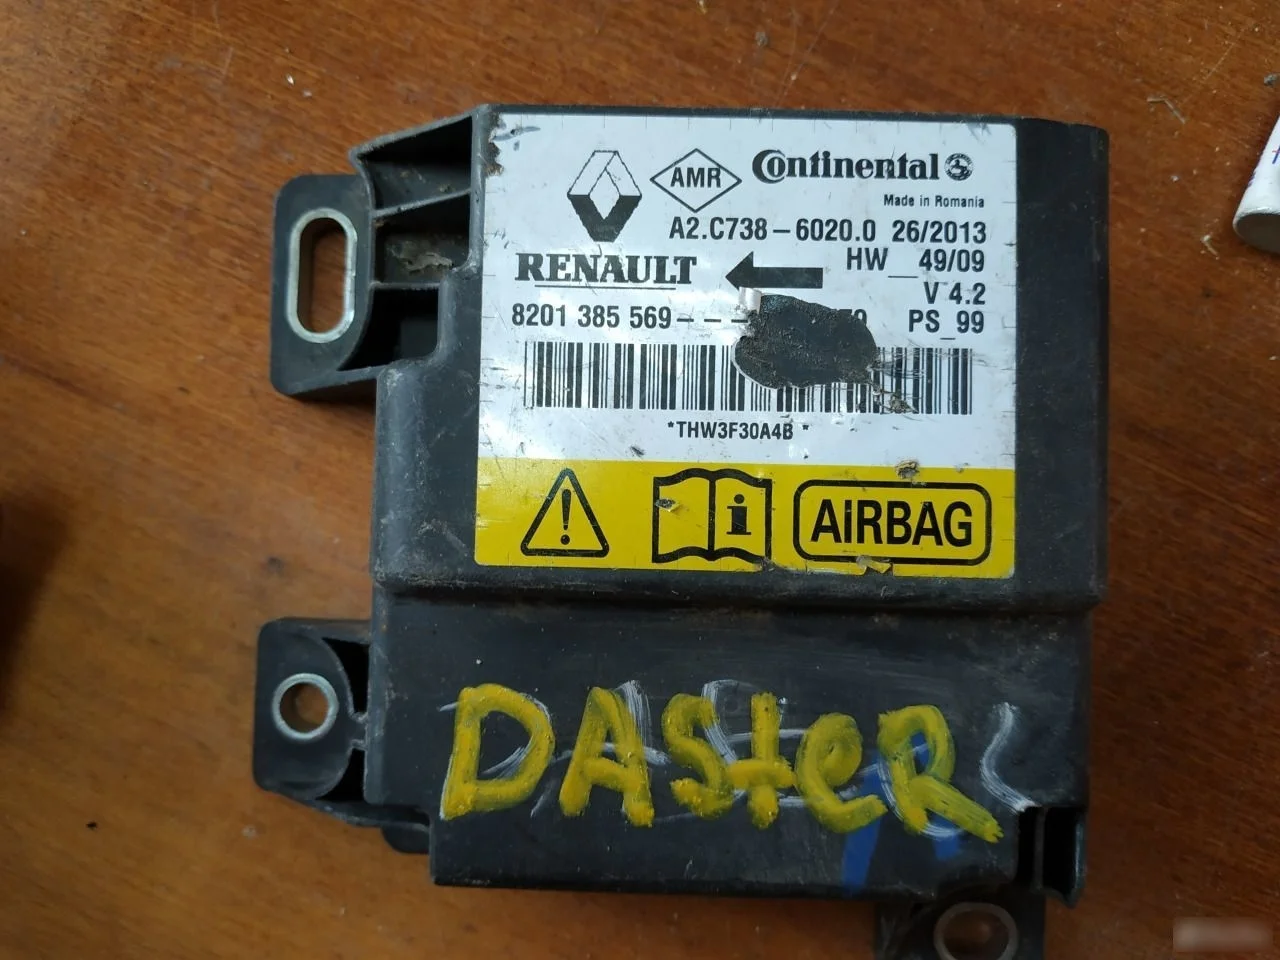 AMR
Continental
Made in Romania
A2.C738-6020.0 26/2013
RENAULT
HW__49/09
V 4.2
8201 385 569--- PS_99
*THW3F30A4B *
i
AIRBAG
DASteR